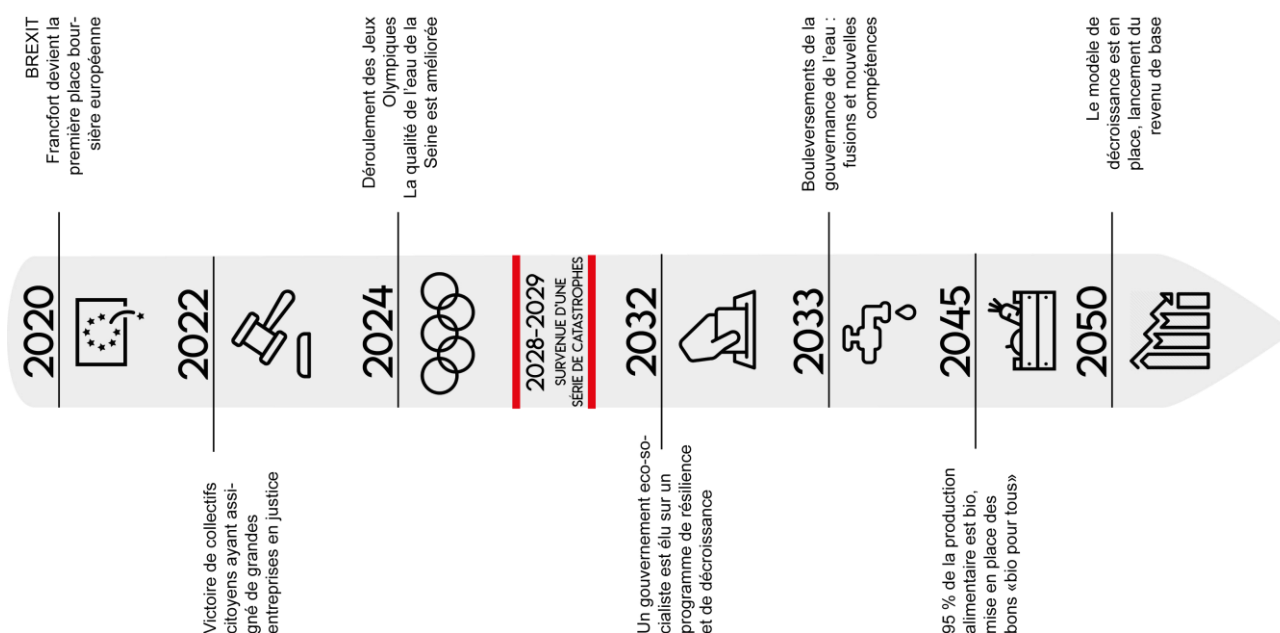 2020
BREXIT
Francfort devient la
première place bour-
sière européenne
2022
Victoire de collectifs
citoyens ayant assi-
gné de grandes
entreprises en justice
2024
Déroulement des Jeux
Olympiques
La qualité de l'eau de la
Seine est améliorée
2028-2029
SURVENUE D'UNE
SÉRIE DE CATASTROPHES
2032
Un gouvernement eco-so-
cialiste est élu sur un
programme de résilience
et de décroissance
2033
Bouleversements de la
gouvernance de l'eau :
fusions et nouvelles
compétences
2045
95 % de la production
alimentaire est bio,
mise en place des
bons «bio pour tous»
2050
Le modèle de
décroissance est en
place, lancement du
revenu de base